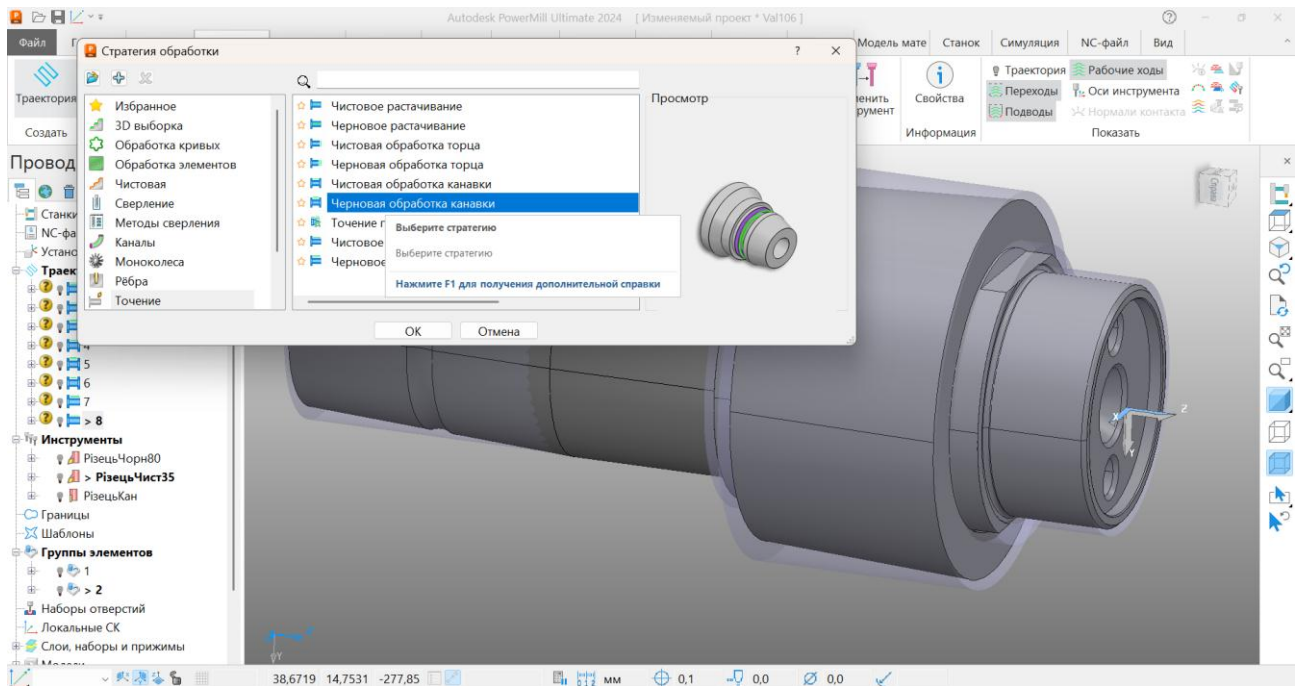 Autodesk PowerMill Ultimate 2024 [ Изменяемый проект * Val106 ]
Файл
Модель мате Станок Симуляция NC-файл Вид
Стратегия обработки
? ×
Траектория
Создать
Свойства
Информация
Траектория Рабочие ходы
Переходы Оси инструмента
Подводы Нормали контакта
Показать
Избранное
3D выборка
Обработка кривых
Обработка элементов
Чистовая
Сверление
Методы сверления
Каналы
Моноколеса
Рёбра
Точение
Чистовое растачивание
Черновое растачивание
Чистовая обработка торца
Черновая обработка торца
Чистовая обработка канавки
Черновая обработка канавки
Точение
Чистовое
Черновое
Выберите стратегию
Выберите стратегию
Нажмите F1 для получения дополнительной справки
Просмотр
OK Отмена
Провод
Станки
NC-фа
Устано
Траек
4
5
6
7
> 8
Инструменты
РізецьЧорн80
> РізецьЧист35
РізецьКан
Границы
Шаблоны
Группы элементов
1
> 2
Наборы отверстий
Локальные СК
Слои, наборы и прижимы
Справа
X
Y
Z
Y
38,6719 14,7531 -277,85 мм 0,1 0,0 0,0